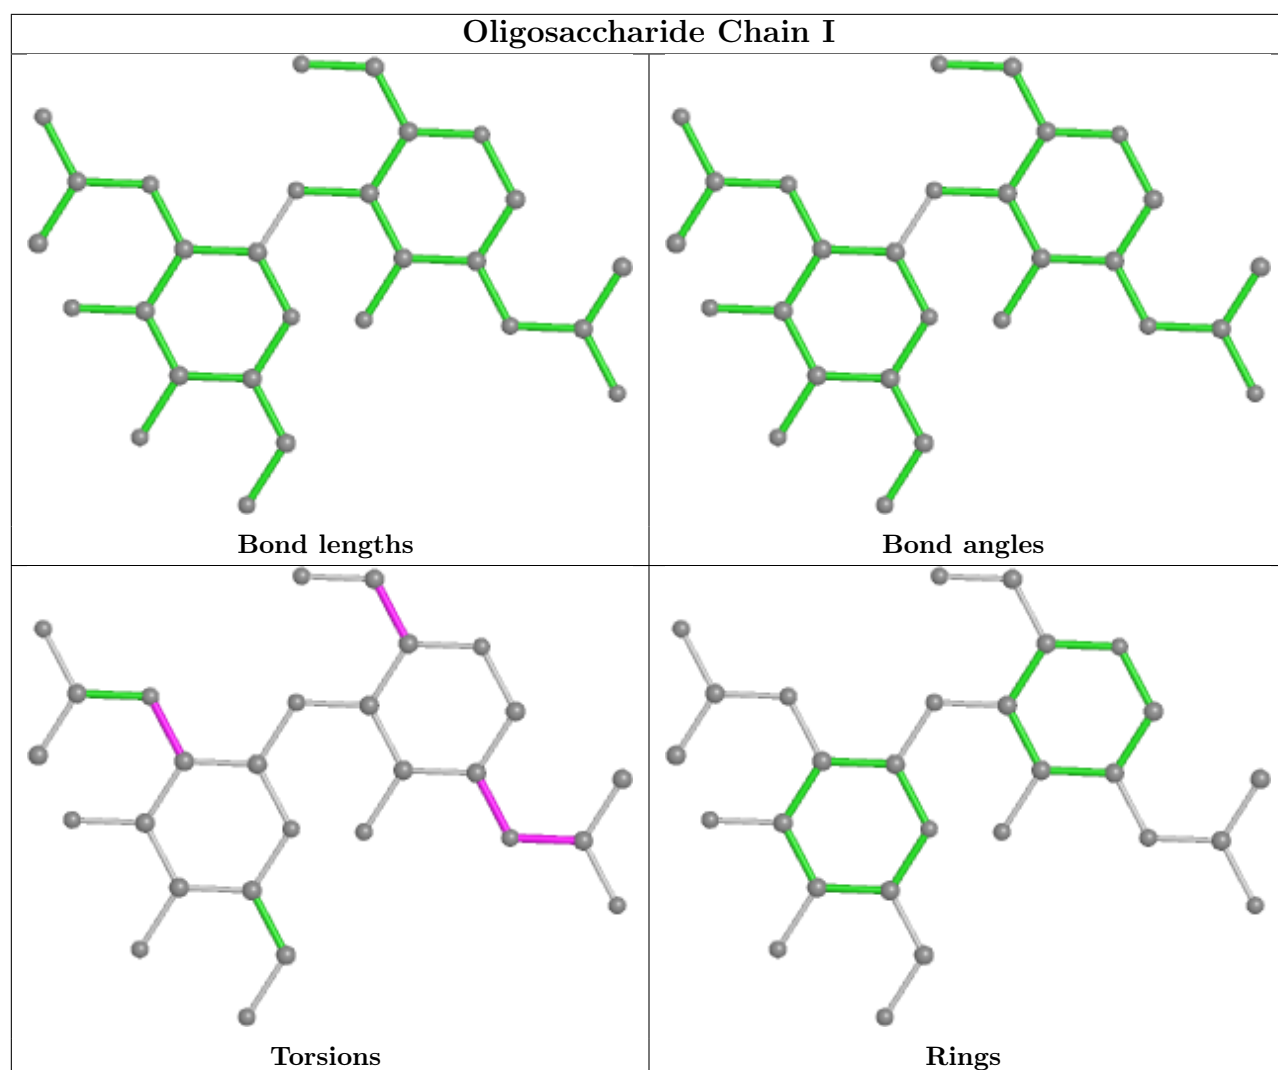 Oligosaccharide Chain I
Bond lengths
Bond angles
Torsions
Rings